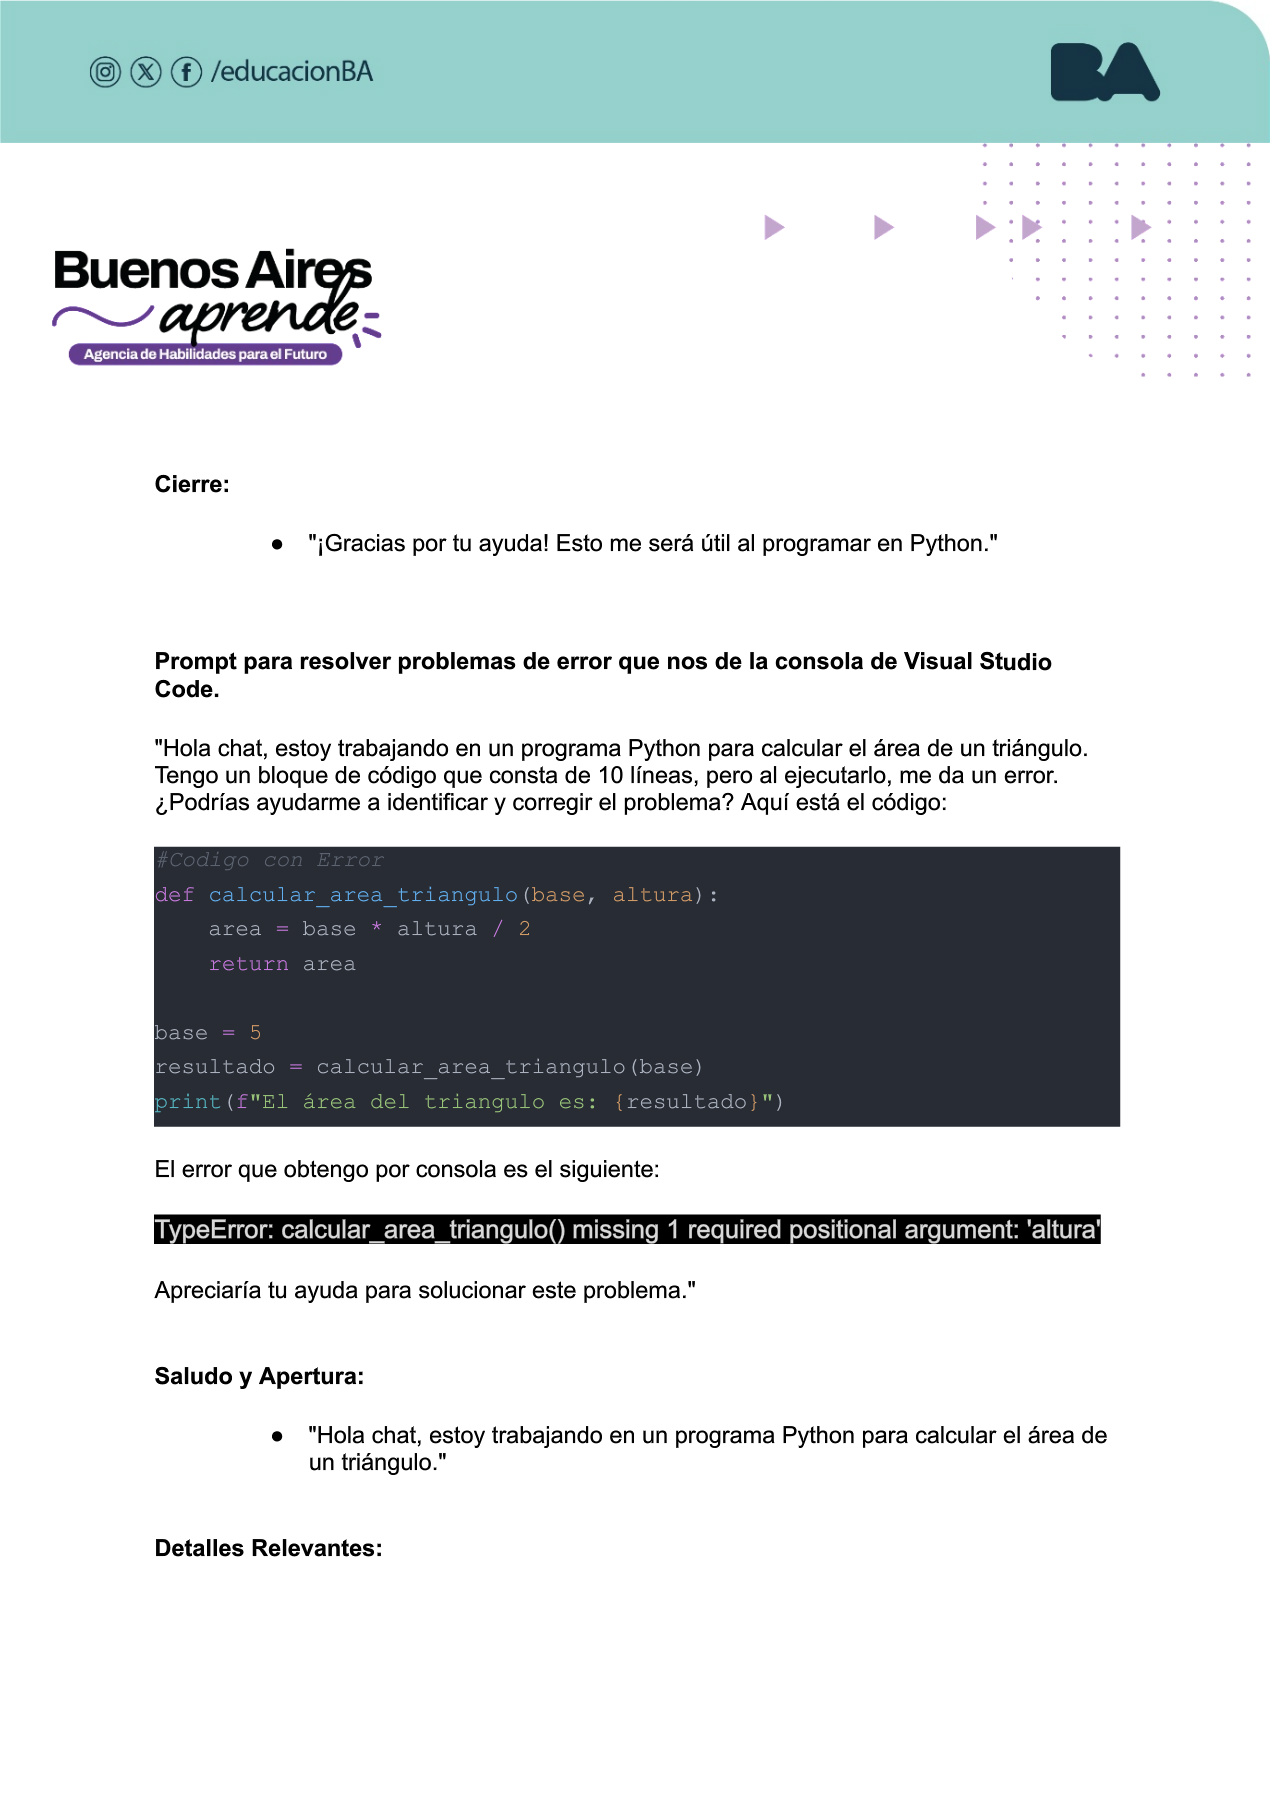 /educacionBA
BA
Buenos Aires
aprende
Agencia de Habilidades para el Futuro
Cierre:
● "¡Gracias por tu ayuda! Esto me será útil al programar en Python."
Prompt para resolver problemas de error que nos de la consola de Visual Studio
Code.
"Hola chat, estoy trabajando en un programa Python para calcular el área de un triángulo.
Tengo un bloque de código que consta de 10 líneas, pero al ejecutarlo, me da un error.
¿Podrías ayudarme a identificar y corregir el problema? Aquí está el código:
#Codigo con Error
def calcular_area_triangulo(base, altura):
    area = base * altura / 2
    return area
base = 5
resultado = calcular_area_triangulo(base)
print(f"El área del triangulo es: {resultado}")
El error que obtengo por consola es el siguiente:
TypeError: calcular_area_triangulo() missing 1 required positional argument: 'altura'
Apreciaría tu ayuda para solucionar este problema."
Saludo y Apertura:
● "Hola chat, estoy trabajando en un programa Python para calcular el área de
un triángulo."
Detalles Relevantes: